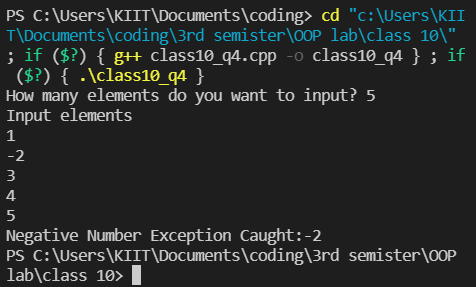 PS C:\Users\KIIT\Documents\coding> cd "c:\Users\KII
T\Documents\coding\3rd semister\OOP lab\class 10\"
; if ($?) { g++ class10_q4.cpp -o class10_q4 } ; if
 ($?) { .\class10_q4 }
How many elements do you want to input? 5
Input elements
1
-2
3
4
5
Negative Number Exception Caught:-2
PS C:\Users\KIIT\Documents\coding\3rd semister\OOP
lab\class 10>